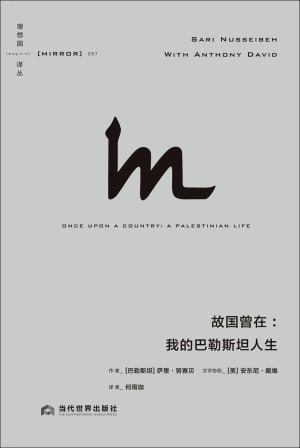 理想国译丛
imaginist
[MIRROR] 057
SARI NUSSEIBEH
WITH ANTHONY DAVID
m
ONCE UPON A COUNTRY: A PALESTINIAN LIFE
故国曾在：
我的巴勒斯坦人生
作者_ [巴勒斯坦] 萨里·努赛贝 文字协助_ [美] 安东尼·戴维
译者_ 何雨珈
当代世界出版社
THE CONTEMPORARY WORLD PRESS